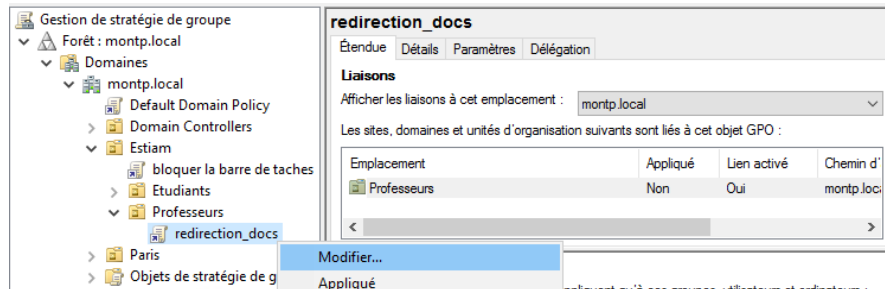 Gestion de stratégie de groupe
Forêt : montp.local
Domaines
montp.local
Default Domain Policy
Domain Controllers
Estiam
bloquer la barre de taches
Etudiants
Professeurs
redirection_docs
Paris
Objets de stratégie de g
Modifier...
Appliqué
redirection_docs
Étendue Détails Paramètres Délégation
Liaisons
Afficher les liaisons à cet emplacement : montp.local
Les sites, domaines et unités d'organisation suivants sont liés à cet objet GPO :
Emplacement Appliqué Lien activé Chemin d'
Professeurs Non Oui montp.loca